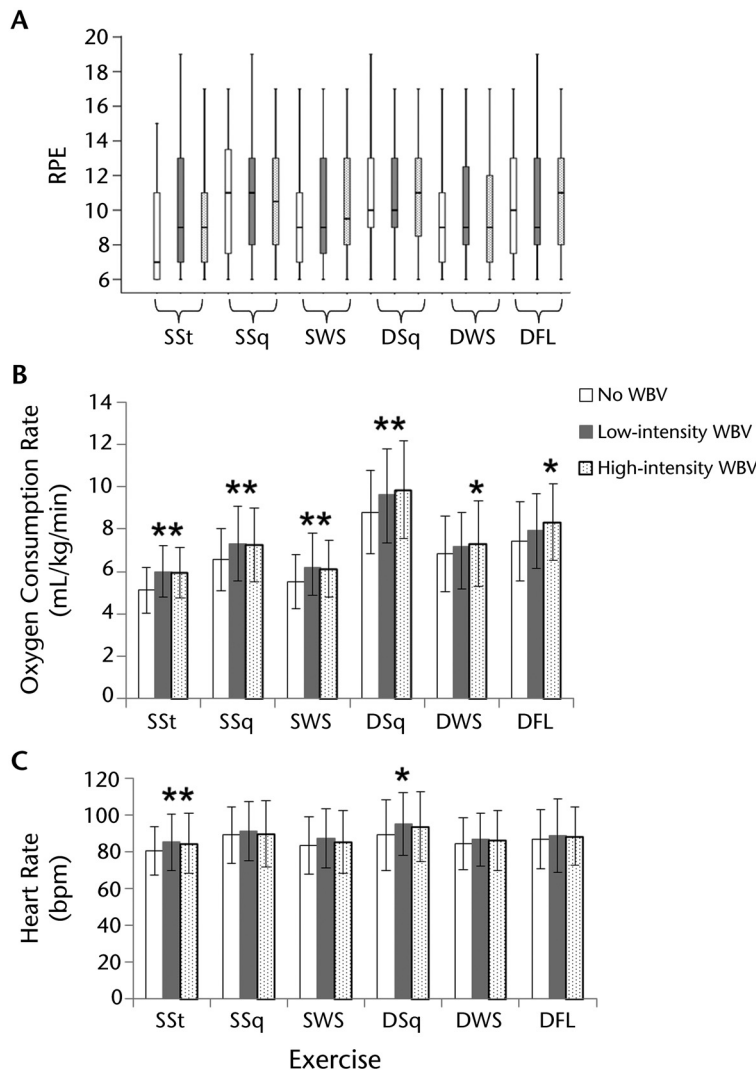 A
20
18
16
14
12
10
8
6
RPE
SSt SSq SWS DSq DWS DFL
B
14
12
10
8
6
4
2
0
Oxygen Consumption Rate
(mL/kg/min)
** ** ** ** * *
No WBV
Low-intensity WBV
High-intensity WBV
SSt SSq SWS DSq DWS DFL
C
120
100
80
60
40
20
0
Heart Rate
(bpm)
** *
SSt SSq SWS DSq DWS DFL
Exercise